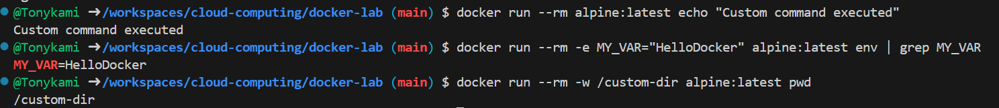 @Tonykami ➜/workspaces/cloud-computing/docker-lab (main) $ docker run --rm alpine:latest echo "Custom command executed"
Custom command executed
@Tonykami ➜/workspaces/cloud-computing/docker-lab (main) $ docker run --rm -e MY_VAR="HelloDocker" alpine:latest env | grep MY_VAR
MY_VAR=HelloDocker
@Tonykami ➜/workspaces/cloud-computing/docker-lab (main) $ docker run --rm -w /custom-dir alpine:latest pwd
/custom-dir